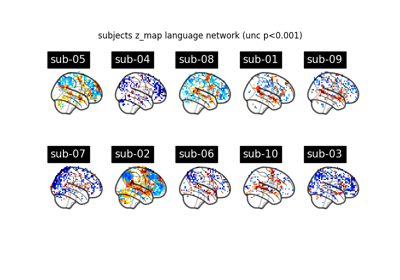 subjects z_map language network (unc p<0.001)
sub-05 sub-04 sub-08 sub-01 sub-09
sub-07 sub-02 sub-06 sub-10 sub-03